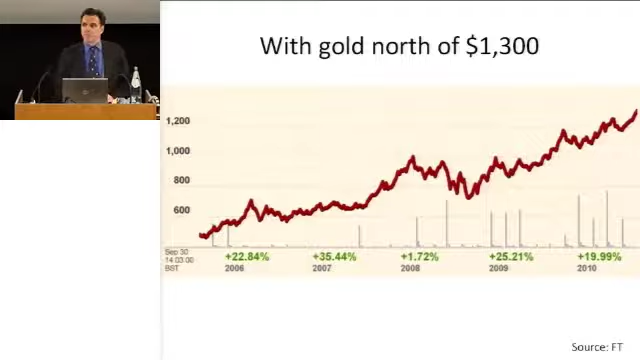 With gold north of $1,300
1,200
1,000
800
600
Sep 30
14.03.00
BST
+22.84% +35.44% +1.72% +25.21% +19.99%
2006 2007 2008 2009 2010
Source: FT